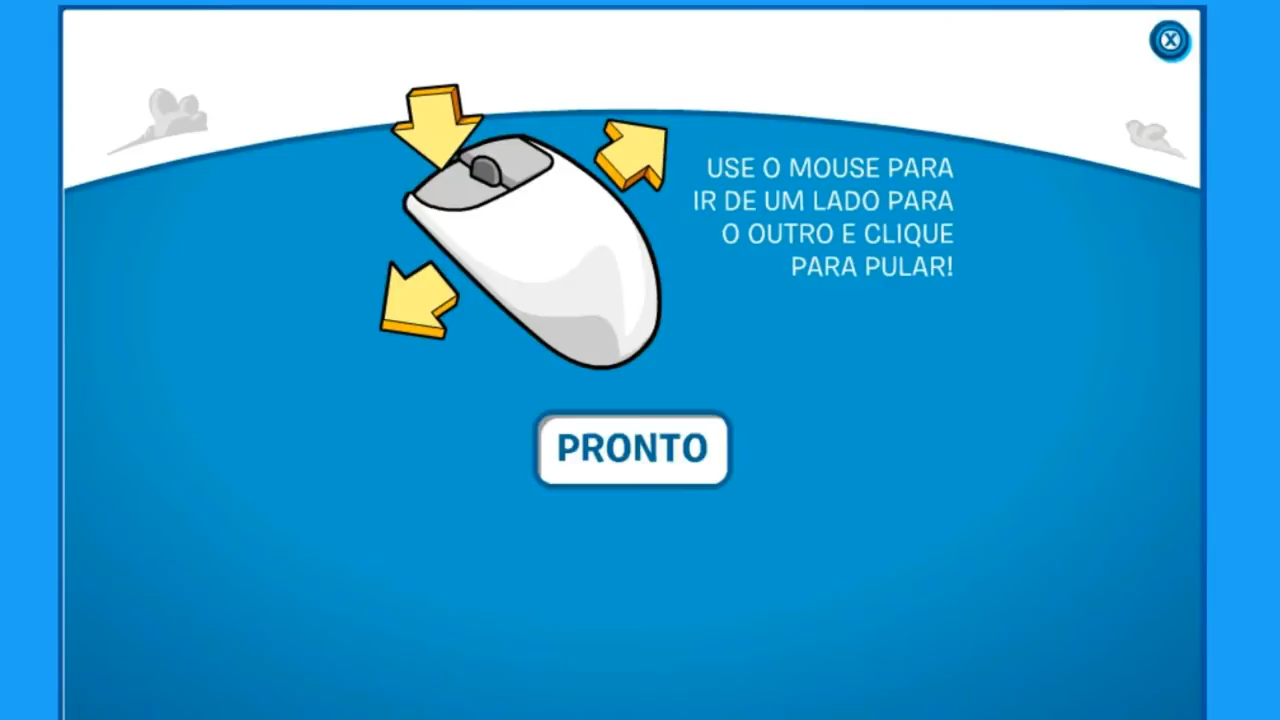 X
USE O MOUSE PARA
IR DE UM LADO PARA
O OUTRO E CLIQUE
PARA PULAR!
PRONTO